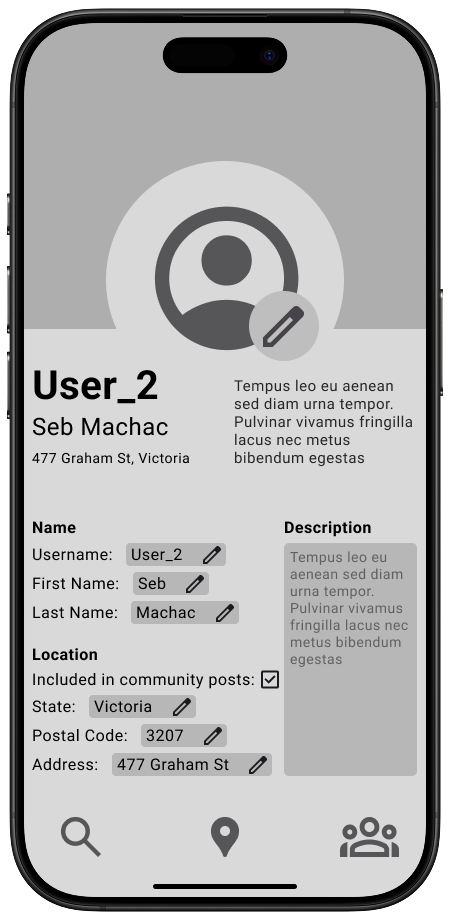 User_2
Seb Machac
477 Graham St, Victoria
Tempus leo eu aenean
sed diam urna tempor.
Pulvinar vivamus fringilla
lacus nec metus
bibendum egestas
Name
Username: User_2
First Name: Seb
Last Name: Machac
Location
Included in community posts:
State: Victoria
Postal Code: 3207
Address: 477 Graham St
Description
Tempus leo eu
aenean sed diam
urna tempor.
Pulvinar vivamus
fringilla lacus nec
metus bibendum
egestas